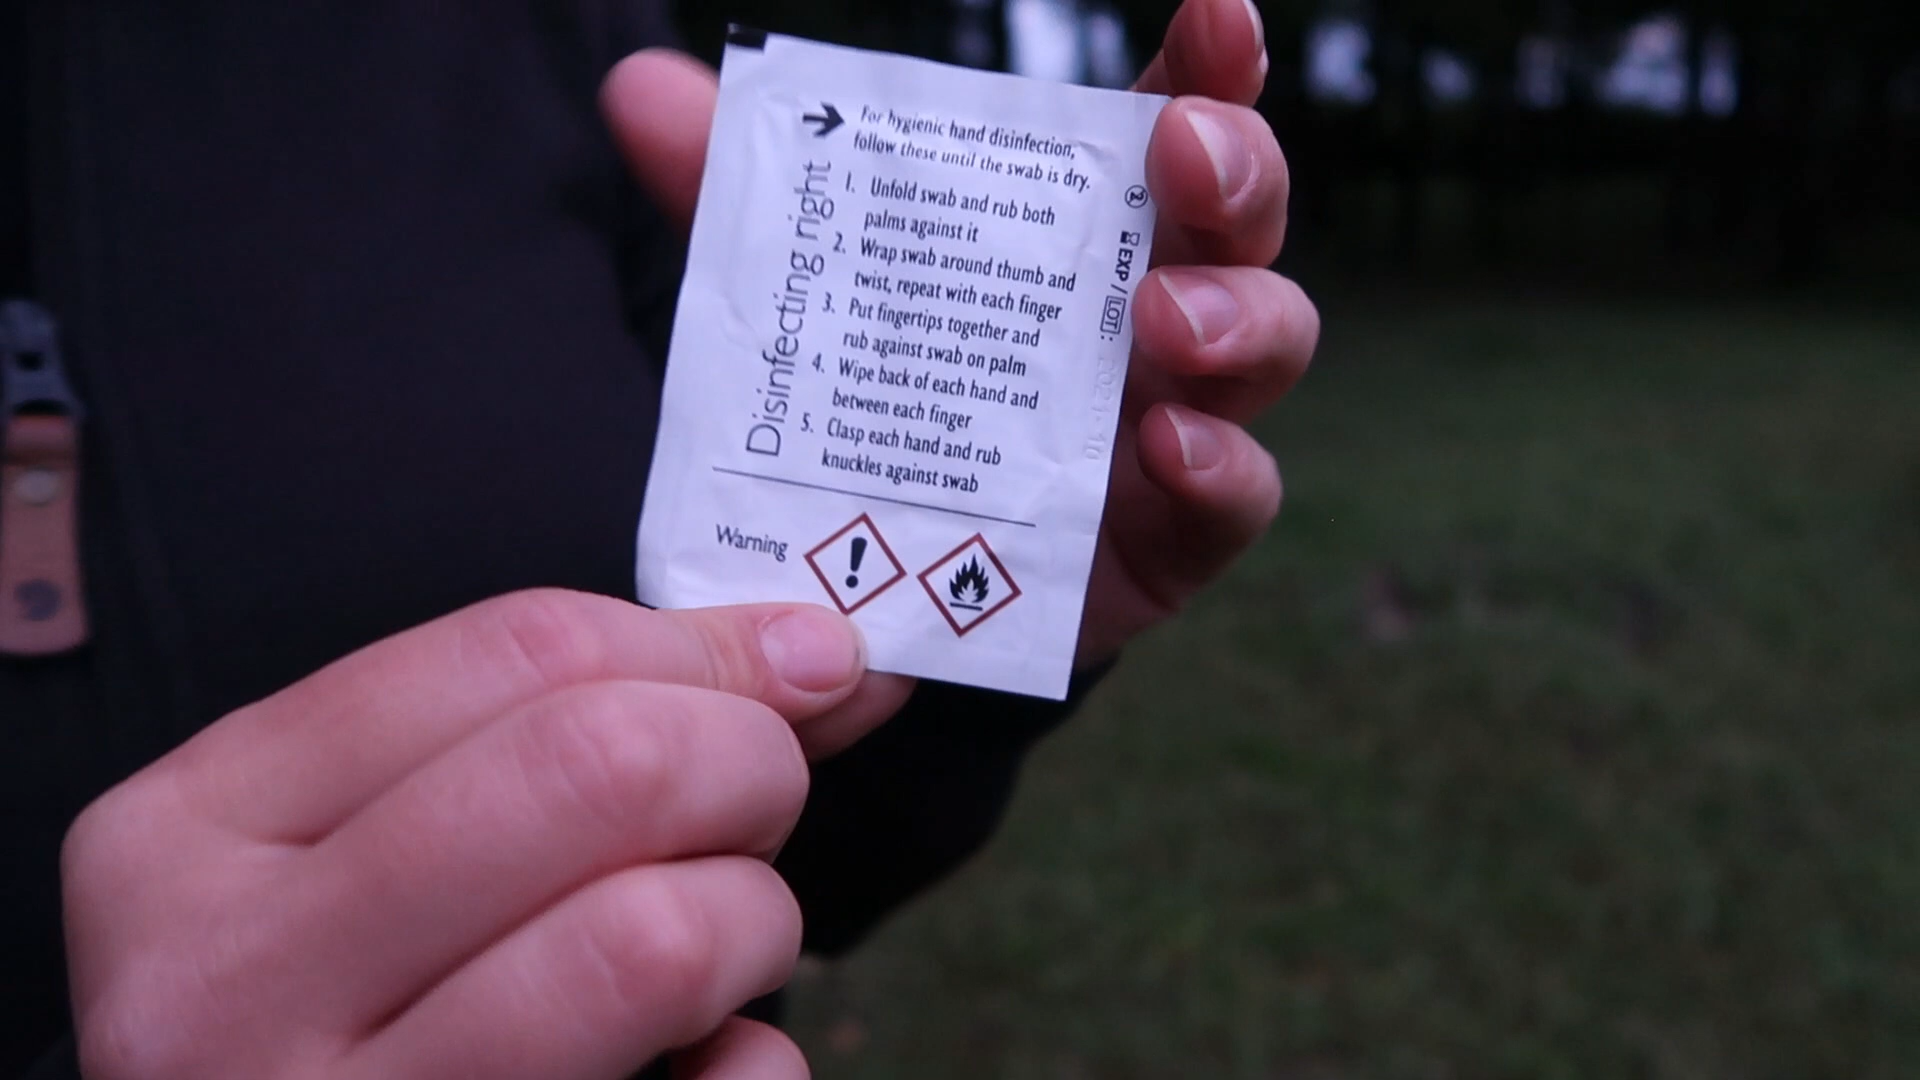 Disinfecting right
For hygienic hand disinfection,
follow these until the swab is dry.
1. Unfold swab and rub both
palms against it
2. Wrap swab around thumb and
twist, repeat with each finger
3. Put fingertips together and
rub against swab on palm
4. Wipe back of each hand and
between each finger
5. Clasp each hand and rub
knuckles against swab
Warning
② EXP / LOT: